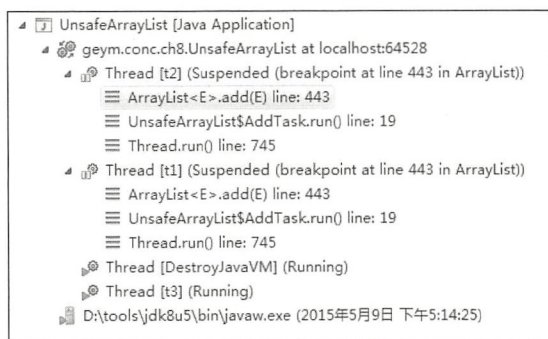 UnsafeArrayList [Java Application]
geym.conc.ch8.UnsafeArrayList at localhost:64528
Thread [t2] (Suspended (breakpoint at line 443 in ArrayList))
ArrayList<E>.add(E) line: 443
UnsafeArrayList$AddTask.run() line: 19
Thread.run() line: 745
Thread [t1] (Suspended (breakpoint at line 443 in ArrayList))
ArrayList<E>.add(E) line: 443
UnsafeArrayList$AddTask.run() line: 19
Thread.run() line: 745
Thread [DestroyJavaVM] (Running)
Thread [t3] (Running)
D:\tools\jdk8u5\bin\javaw.exe (2015年5月9日 下午5:14:25)